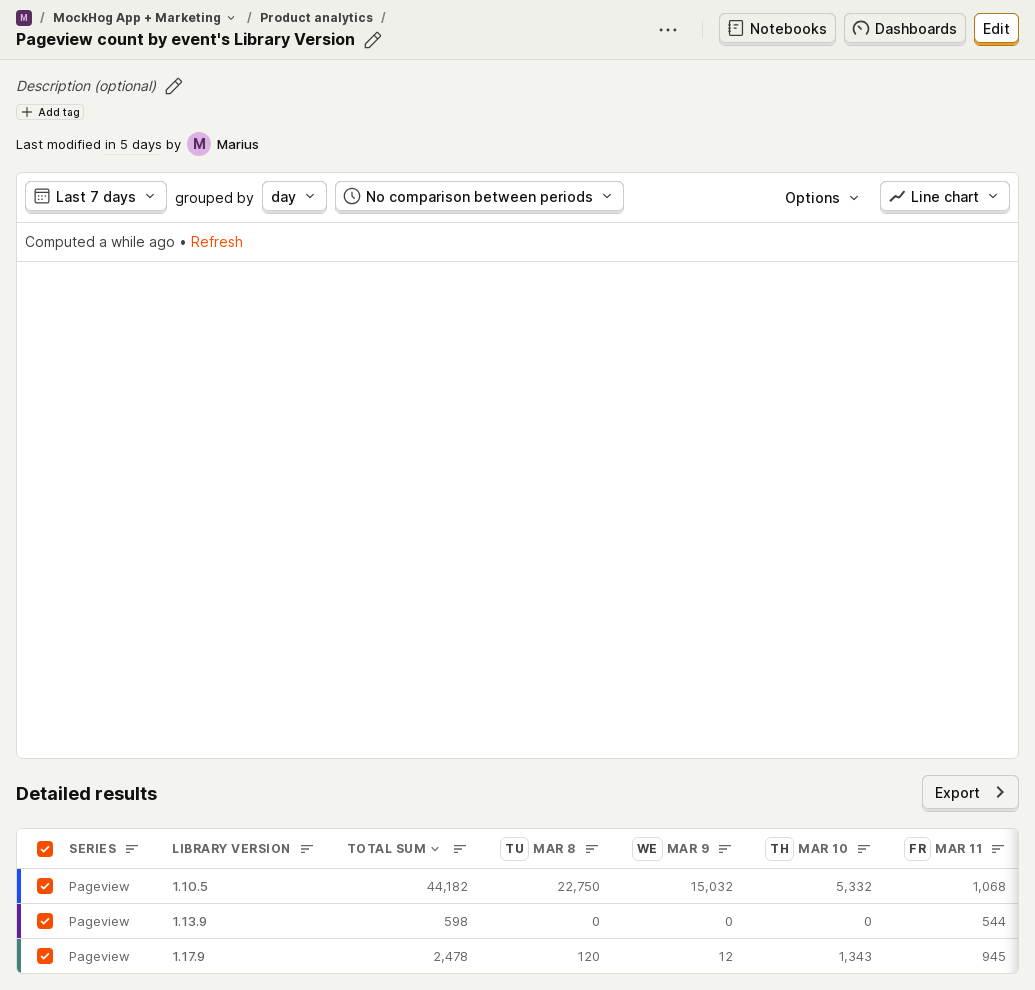 M / MockHog App + Marketing / Product analytics /
Pageview count by event's Library Version
Notebooks Dashboards Edit
Description (optional)
Add tag
Last modified in 5 days by M Marius
Last 7 days grouped by day No comparison between periods Options Line chart
Computed a while ago • Refresh
Detailed results
Export
SERIES LIBRARY VERSION TOTAL SUM TU MAR 8 WE MAR 9 TH MAR 10 FR MAR 11
Pageview 1.10.5 44,182 22,750 15,032 5,332 1,068
Pageview 1.13.9 598 0 0 0 544
Pageview 1.17.9 2,478 120 12 1,343 945